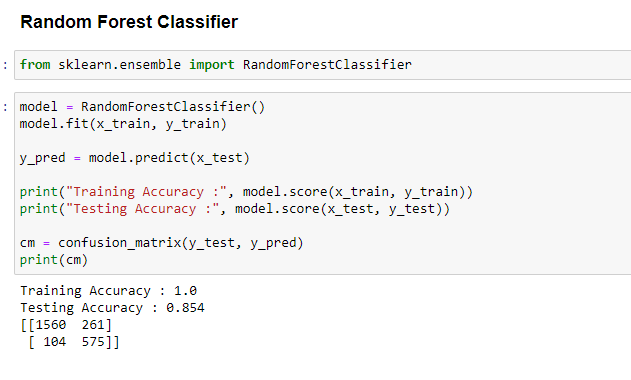 Random Forest Classifier
: from sklearn.ensemble import RandomForestClassifier
: model = RandomForestClassifier()
model.fit(x_train, y_train)
y_pred = model.predict(x_test)
print("Training Accuracy :", model.score(x_train, y_train))
print("Testing Accuracy :", model.score(x_test, y_test))
cm = confusion_matrix(y_test, y_pred)
print(cm)
Training Accuracy : 1.0
Testing Accuracy : 0.854
[[1560  261]
 [ 104  575]]